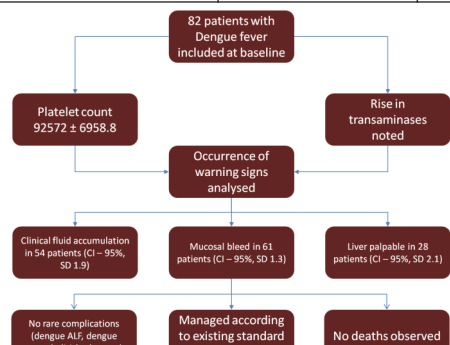 82 patients with
Dengue fever
included at baseline
Platelet count
92572 ± 6958.8
Rise in
transaminases
noted
Occurrence of
warning signs
analysed
Clinical fluid accumulation
in 54 patients (CI – 95%,
SD 1.9)
Mucosal bleed in 61
patients (CI – 95%, SD 1.3)
Liver palpable in 28
patients (CI – 95%, SD 2.1)
No rare complications
(dengue ALF, dengue
Managed according
to existing standard
No deaths observed